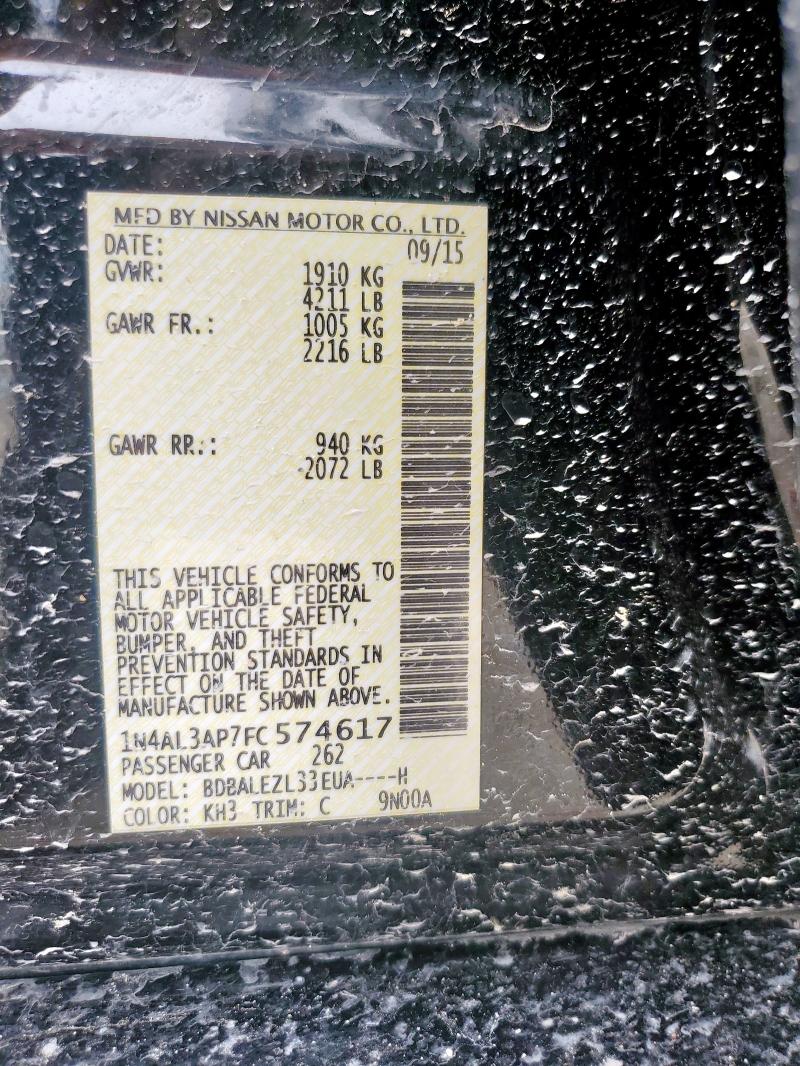 MFD BY NISSAN MOTOR CO., LTD.
DATE: 09/15
GVWR: 1910 KG
4211 LB
GAWR FR.: 1005 KG
2216 LB
GAWR RR.: 940 KG
2072 LB
THIS VEHICLE CONFORMS TO
ALL APPLICABLE FEDERAL
MOTOR VEHICLE SAFETY,
BUMPER, AND THEFT
PREVENTION STANDARDS IN
EFFECT ON THE DATE OF
MANUFACTURE SHOWN ABOVE.
1N4AL3AP7FC574617
PASSENGER CAR 262
MODEL: BDBALEZL33EUA----H
COLOR: KH3 TRIM: C 9N00A